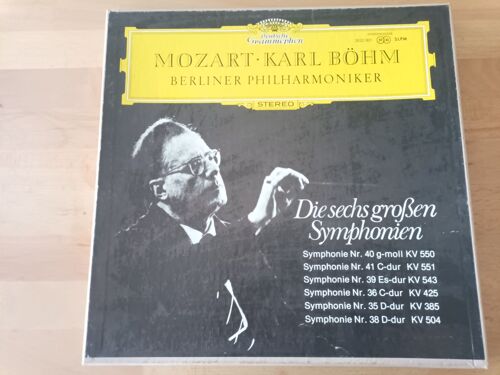 Deutsche
Grammophon
MOZART · KARL BÖHM
BERLINER PHILHARMONIKER
STEREO
Die sechs großen
Symphonien
Symphonie Nr. 40 g-moll KV 550
Symphonie Nr. 41 C-dur KV 551
Symphonie Nr. 39 Es-dur KV 543
Symphonie Nr. 36 C-dur KV 425
Symphonie Nr. 35 D-dur KV 385
Symphonie Nr. 38 D-dur KV 504